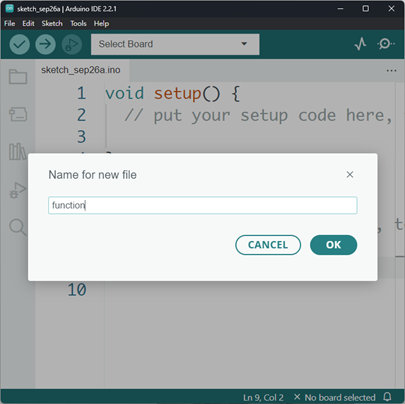 sketch_sep26a | Arduino IDE 2.2.1
File Edit Sketch Tools Help
Select Board
sketch_sep26a.ino
1 void setup() {
2 // put your setup code here,
3
Name for new file
function
CANCEL OK
10
Ln 9, Col 2 × No board selected